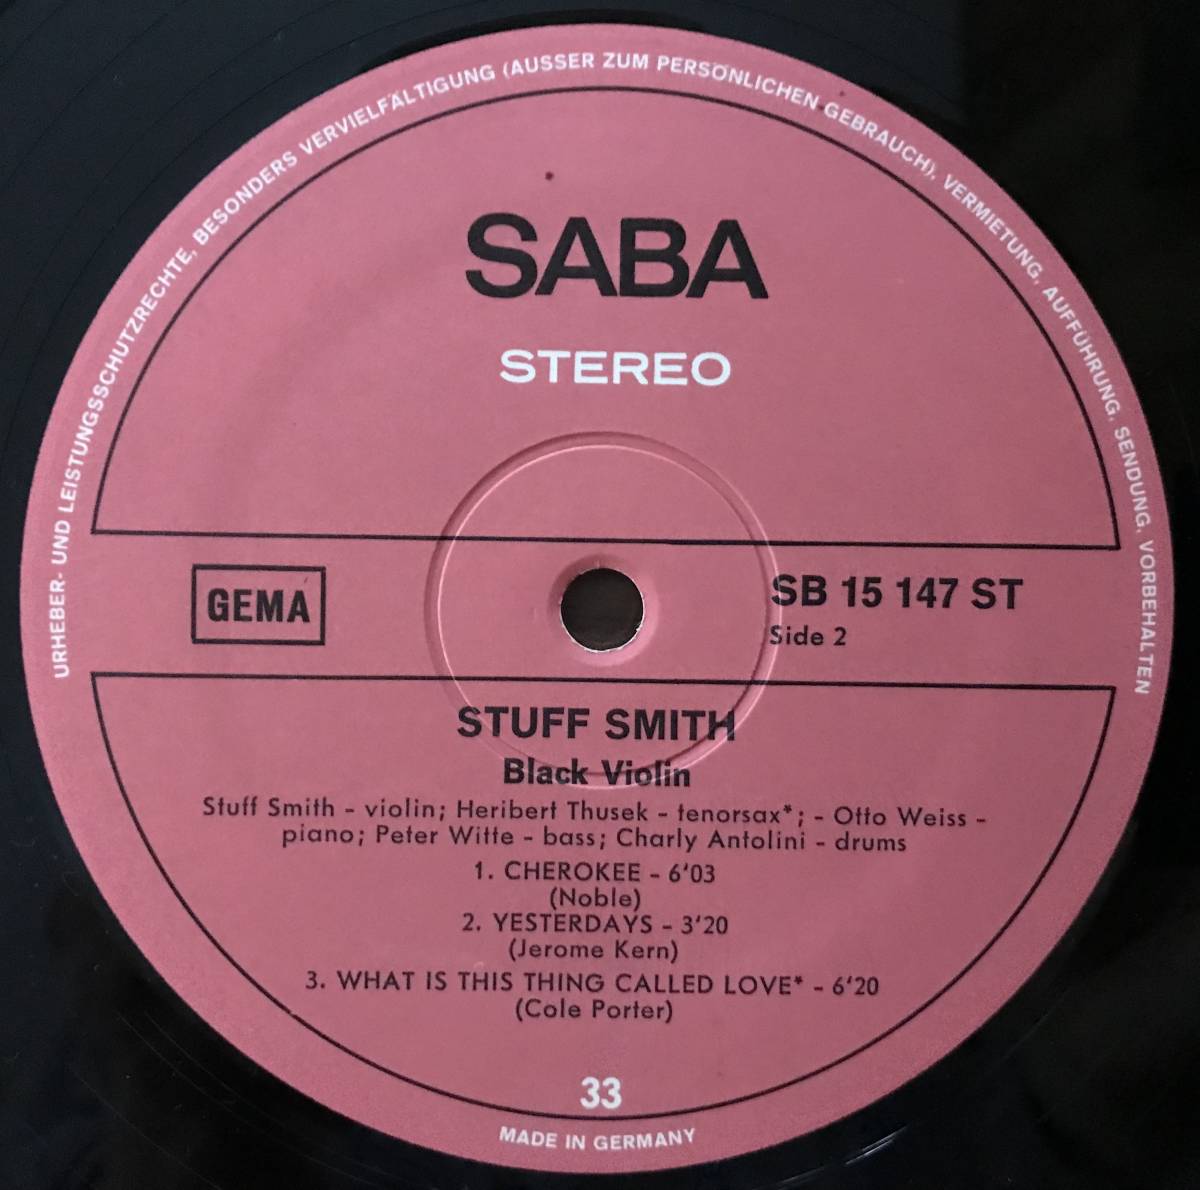 URHEBER- UND LEISTUNGSSCHUTZRECHTE, BESONDERS VERVIELFÄLTIGUNG (AUSSER ZUM PERSÖNLICHEN GEBRAUCH), VERMIETUNG, AUFFÜHRUNG, SENDUNG, VORBEHALTEN
SABA
STEREO
GEMA
SB 15 147 ST
Side 2
STUFF SMITH
Black Violin
Stuff Smith - violin; Heribert Thusek - tenorsax*; - Otto Weiss -
piano; Peter Witte - bass; Charly Antolini - drums
1. CHEROKEE - 6'03
(Noble)
2. YESTERDAYS - 3'20
(Jerome Kern)
3. WHAT IS THIS THING CALLED LOVE* - 6'20
(Cole Porter)
33
MADE IN GERMANY